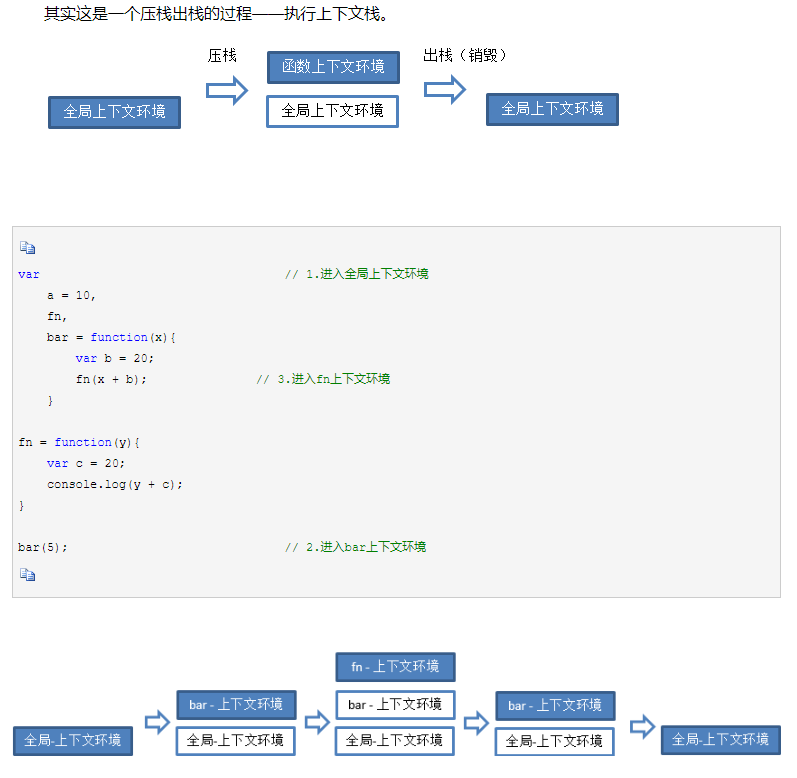 其实这是一个压栈出栈的过程——执行上下文栈。
压栈
出栈（销毁）
函数上下文环境
全局上下文环境
全局上下文环境
全局上下文环境
var // 1.进入全局上下文环境
a = 10,
fn,
bar = function(x){
var b = 20;
fn(x + b); // 3.进入fn上下文环境
}
fn = function(y){
var c = 20;
console.log(y + c);
}
bar(5); // 2.进入bar上下文环境
fn - 上下文环境
bar - 上下文环境
bar - 上下文环境
bar - 上下文环境
全局-上下文环境
全局-上下文环境
全局-上下文环境
全局-上下文环境
全局-上下文环境